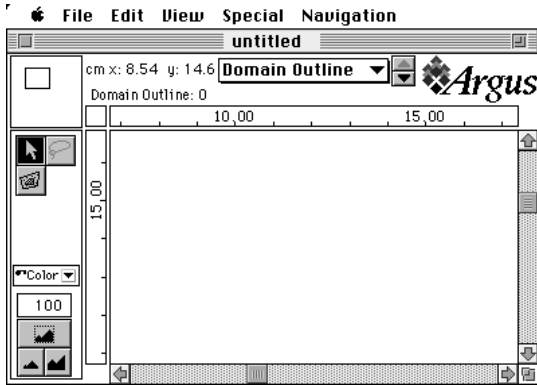 File Edit View Special Navigation
untitled
cm x: 8.54 y: 14.6 Domain Outline Argus
Domain Outline: 0
10,00 15,00
15,00
Color
100